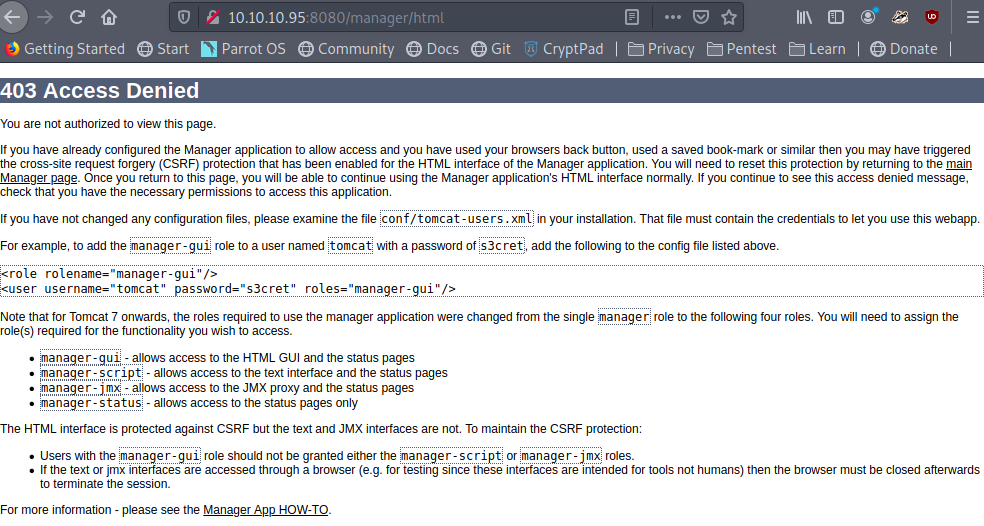 10.10.10.95:8080/manager/html
Getting Started Start Parrot OS Community Docs Git CryptPad Privacy Pentest Learn Donate
403 Access Denied
You are not authorized to view this page.
If you have already configured the Manager application to allow access and you have used your browsers back button, used a saved book-mark or similar then you may have triggered
the cross-site request forgery (CSRF) protection that has been enabled for the HTML interface of the Manager application. You will need to reset this protection by returning to the main
Manager page. Once you return to this page, you will be able to continue using the Manager application's HTML interface normally. If you continue to see this access denied message,
check that you have the necessary permissions to access this application.
If you have not changed any configuration files, please examine the file conf/tomcat-users.xml in your installation. That file must contain the credentials to let you use this webapp.
For example, to add the manager-gui role to a user named tomcat with a password of s3cret, add the following to the config file listed above.
<role rolename="manager-gui"/>
<user username="tomcat" password="s3cret" roles="manager-gui"/>
Note that for Tomcat 7 onwards, the roles required to use the manager application were changed from the single manager role to the following four roles. You will need to assign the
role(s) required for the functionality you wish to access.
• manager-gui - allows access to the HTML GUI and the status pages
• manager-script - allows access to the text interface and the status pages
• manager-jmx - allows access to the JMX proxy and the status pages
• manager-status - allows access to the status pages only
The HTML interface is protected against CSRF but the text and JMX interfaces are not. To maintain the CSRF protection:
• Users with the manager-gui role should not be granted either the manager-script or manager-jmx roles.
• If the text or jmx interfaces are accessed through a browser (e.g. for testing since these interfaces are intended for tools not humans) then the browser must be closed afterwards
to terminate the session.
For more information - please see the Manager App HOW-TO.